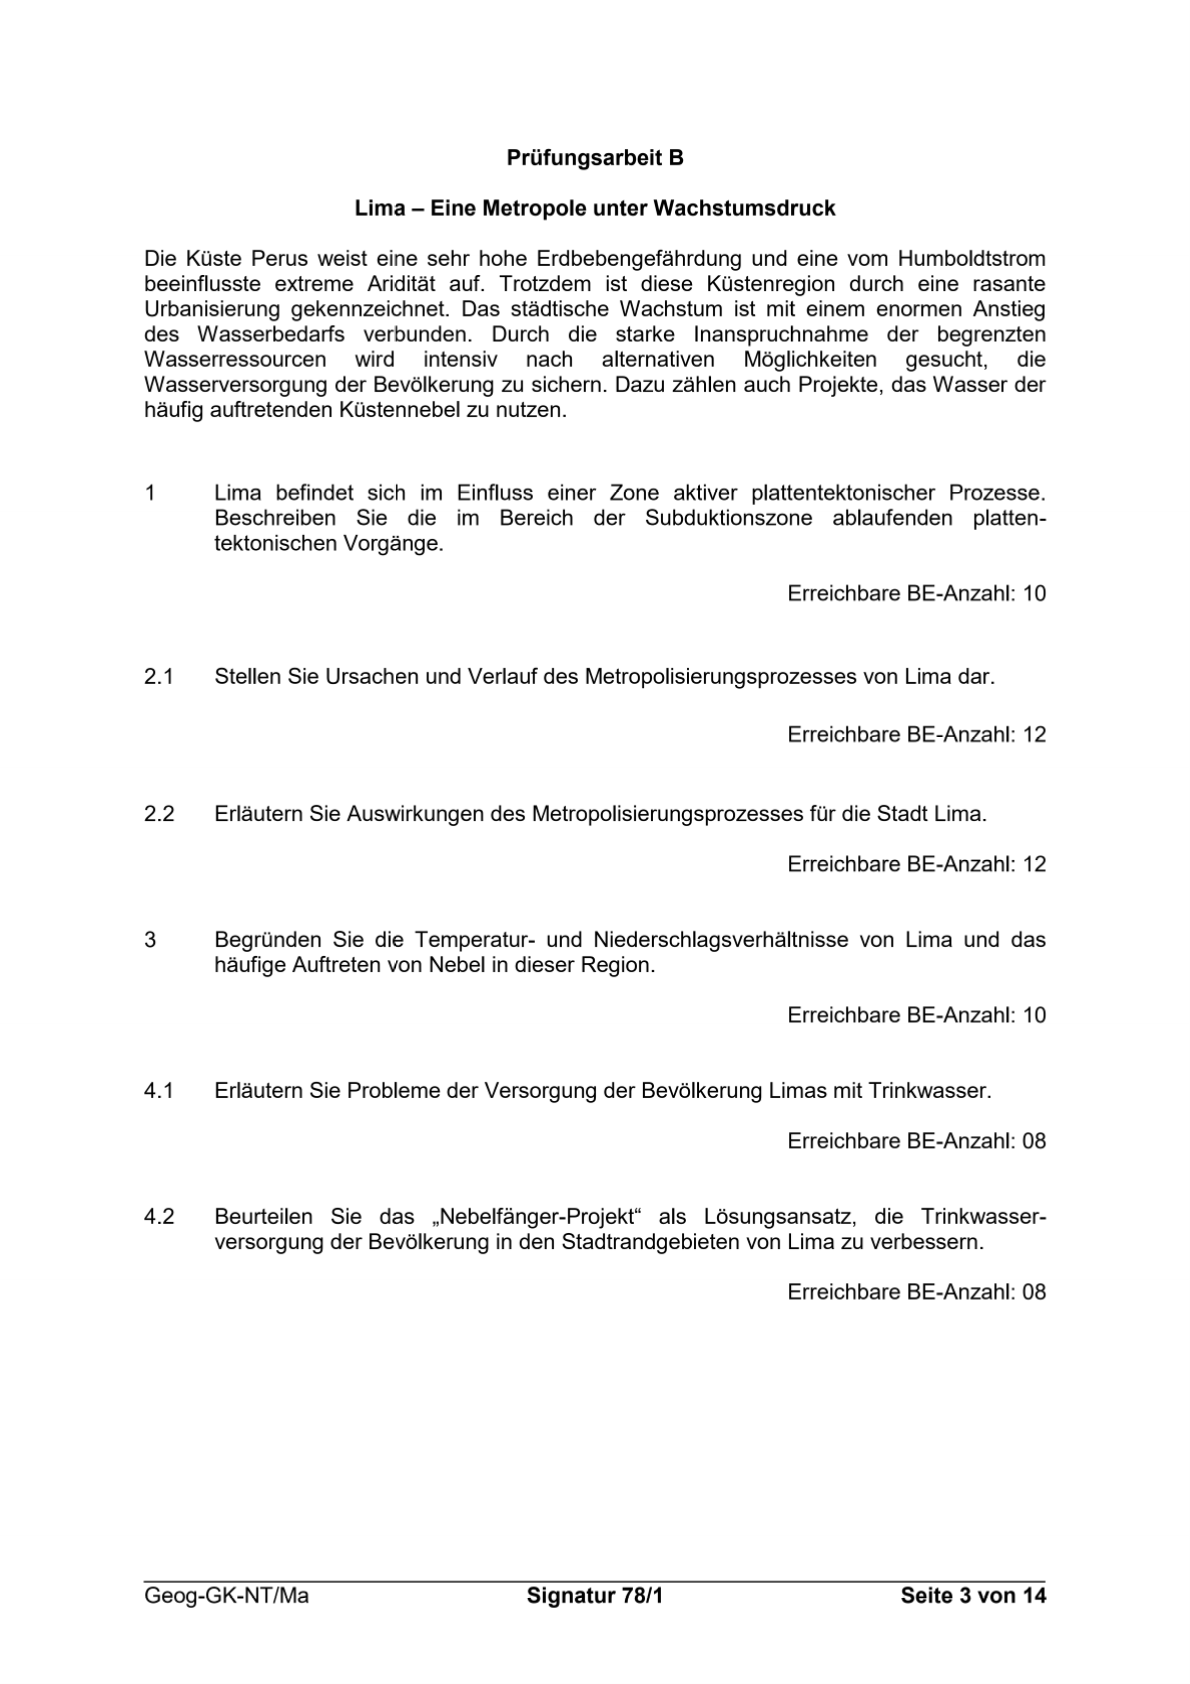 Prüfungsarbeit B
Lima – Eine Metropole unter Wachstumsdruck
Die Küste Perus weist eine sehr hohe Erdbebengefährdung und eine vom Humboldtstrom
beeinflusste extreme Aridität auf. Trotzdem ist diese Küstenregion durch eine rasante
Urbanisierung gekennzeichnet. Das städtische Wachstum ist mit einem enormen Anstieg
des Wasserbedarfs verbunden. Durch die starke Inanspruchnahme der begrenzten
Wasserressourcen wird intensiv nach alternativen Möglichkeiten gesucht, die
Wasserversorgung der Bevölkerung zu sichern. Dazu zählen auch Projekte, das Wasser der
häufig auftretenden Küstennebel zu nutzen.
1 Lima befindet sich im Einfluss einer Zone aktiver plattentektonischer Prozesse.
Beschreiben Sie die im Bereich der Subduktionszone ablaufenden platten-
tektonischen Vorgänge.
Erreichbare BE-Anzahl: 10
2.1 Stellen Sie Ursachen und Verlauf des Metropolisierungsprozesses von Lima dar.
Erreichbare BE-Anzahl: 12
2.2 Erläutern Sie Auswirkungen des Metropolisierungsprozesses für die Stadt Lima.
Erreichbare BE-Anzahl: 12
3 Begründen Sie die Temperatur- und Niederschlagsverhältnisse von Lima und das
häufige Auftreten von Nebel in dieser Region.
Erreichbare BE-Anzahl: 10
4.1 Erläutern Sie Probleme der Versorgung der Bevölkerung Limas mit Trinkwasser.
Erreichbare BE-Anzahl: 08
4.2 Beurteilen Sie das „Nebelfänger-Projekt“ als Lösungsansatz, die Trinkwasser-
versorgung der Bevölkerung in den Stadtrandgebieten von Lima zu verbessern.
Erreichbare BE-Anzahl: 08
Geog-GK-NT/Ma Signatur 78/1 Seite 3 von 14